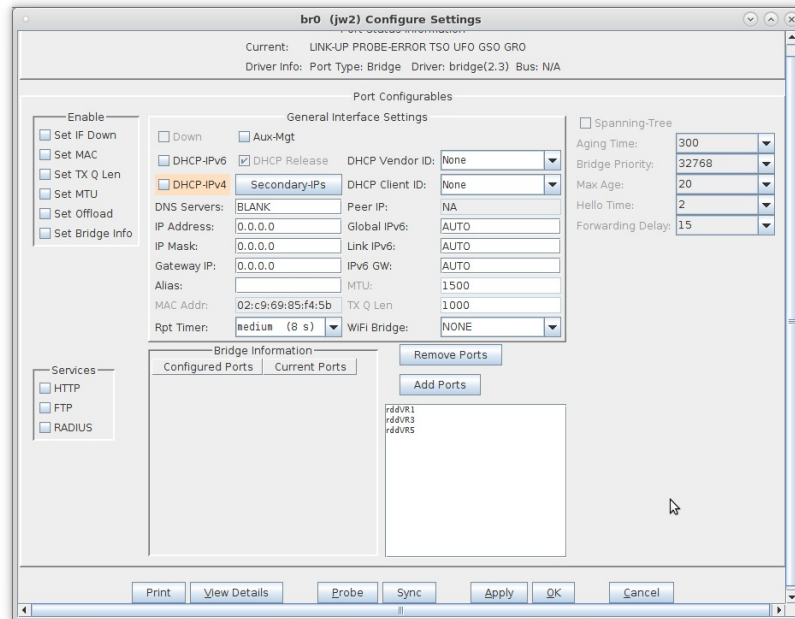 br0 (jw2) Configure Settings
Port Status Information
Current: LINK-UP PROBE-ERROR TSO UFO GSO GRO
Driver Info: Port Type: Bridge Driver: bridge(2.3) Bus: N/A
Port Configurables
Enable
Set IF Down
Set MAC
Set TX Q Len
Set MTU
Set Offload
Set Bridge Info
Services
HTTP
FTP
RADIUS
General Interface Settings
Down Aux-Mgt
DHCP-IPv6 DHCP Release DHCP Vendor ID: None
DHCP-IPv4 Secondary-IPs DHCP Client ID: None
DNS Servers: BLANK Peer IP: NA
IP Address: 0.0.0.0 Global IPv6: AUTO
IP Mask: 0.0.0.0 Link IPv6: AUTO
Gateway IP: 0.0.0.0 IPv6 GW: AUTO
Alias: MTU: 1500
MAC Addr: 02:c9:69:85:f4:5b TX Q Len 1000
Rpt Timer: medium (8 s) WiFi Bridge: NONE
Bridge Information
Configured Ports Current Ports
Remove Ports
Add Ports
rddVR1
rddVR3
rddVR5
Spanning-Tree
Aging Time: 300
Bridge Priority: 32768
Max Age: 20
Hello Time: 2
Forwarding Delay: 15
Print View Details Probe Sync Apply OK Cancel